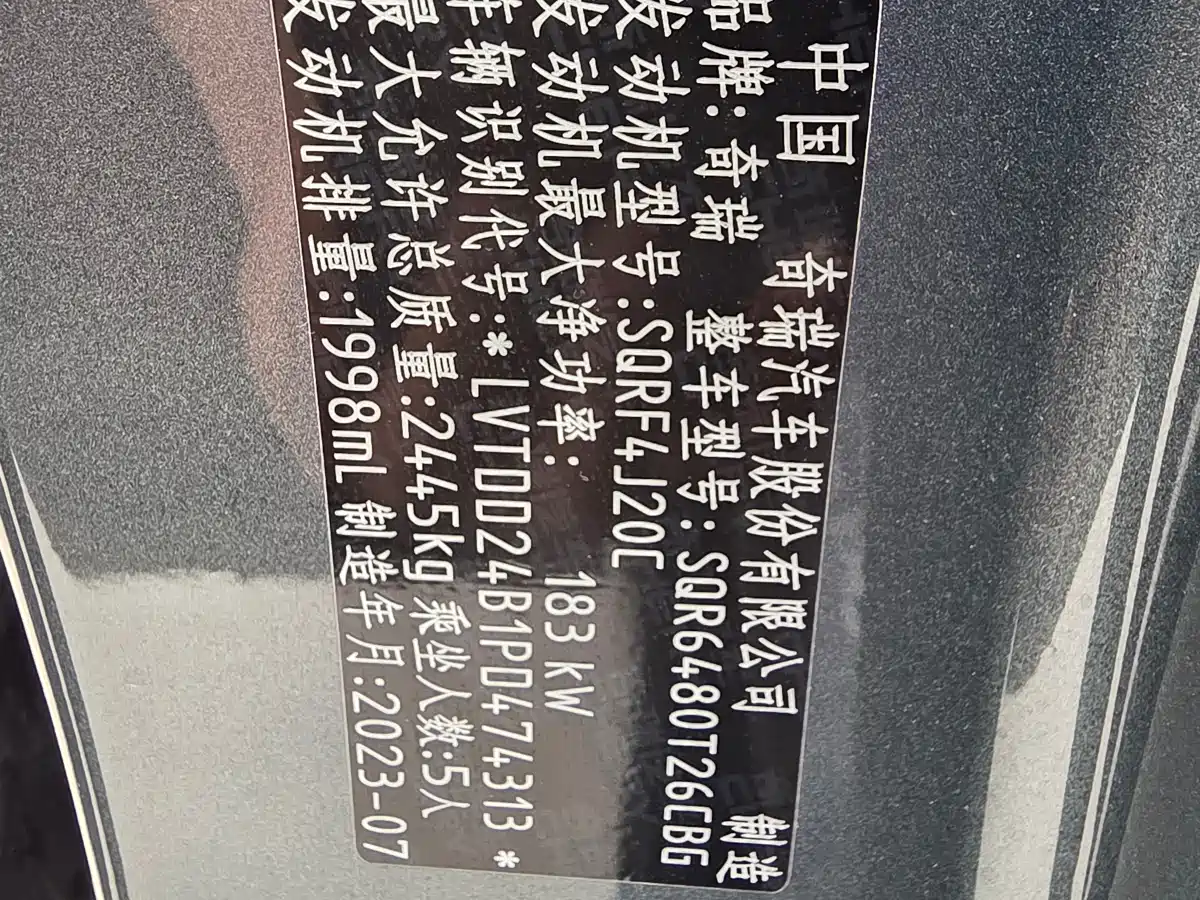 中国 奇瑞汽车股份有限公司 制造
品牌:奇瑞 整车型号:SQR6480T26CBG
发动机型号:SQRF4J20C
发动机最大净功率: 183 kW
车辆识别代号:*LVTDD24B1PD474313*
最大允许总质量:2445kg 乘坐人数:5人
发动机排量:1998mL 制造年月:2023-07